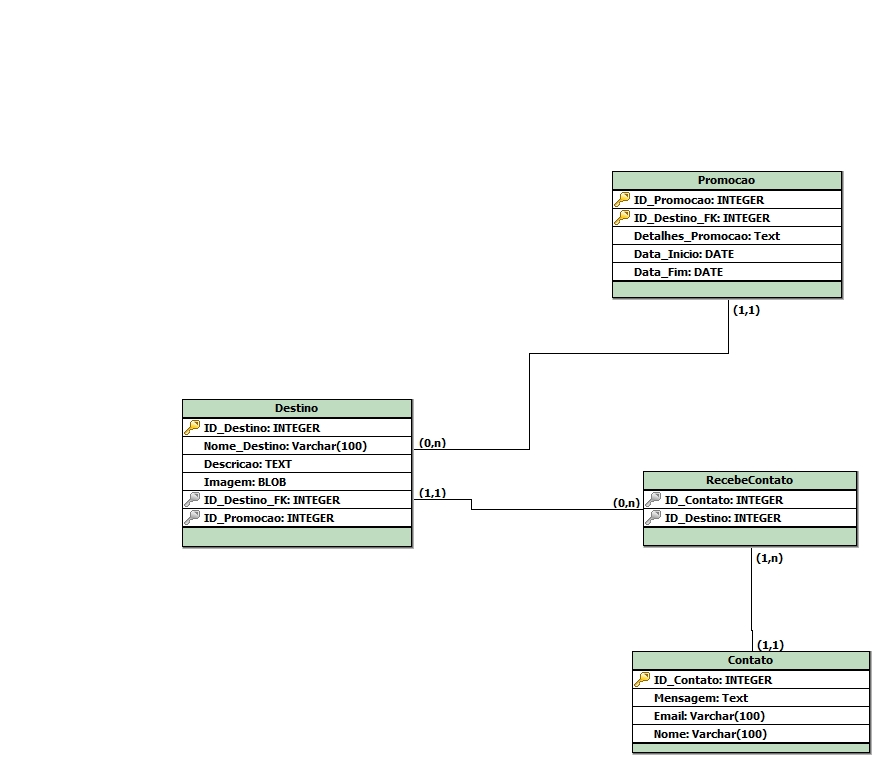 Promocao
ID_Promocao: INTEGER
ID_Destino_FK: INTEGER
Detalhes_Promocao: Text
Data_Inicio: DATE
Data_Fim: DATE
(1,1)
Destino
ID_Destino: INTEGER
Nome_Destino: Varchar(100)
Descricao: TEXT
Imagem: BLOB
ID_Destino_FK: INTEGER
ID_Promocao: INTEGER
(0,n)
(1,1)
(0,n)
RecebeContato
ID_Contato: INTEGER
ID_Destino: INTEGER
(1,n)
(1,1)
Contato
ID_Contato: INTEGER
Mensagem: Text
Email: Varchar(100)
Nome: Varchar(100)